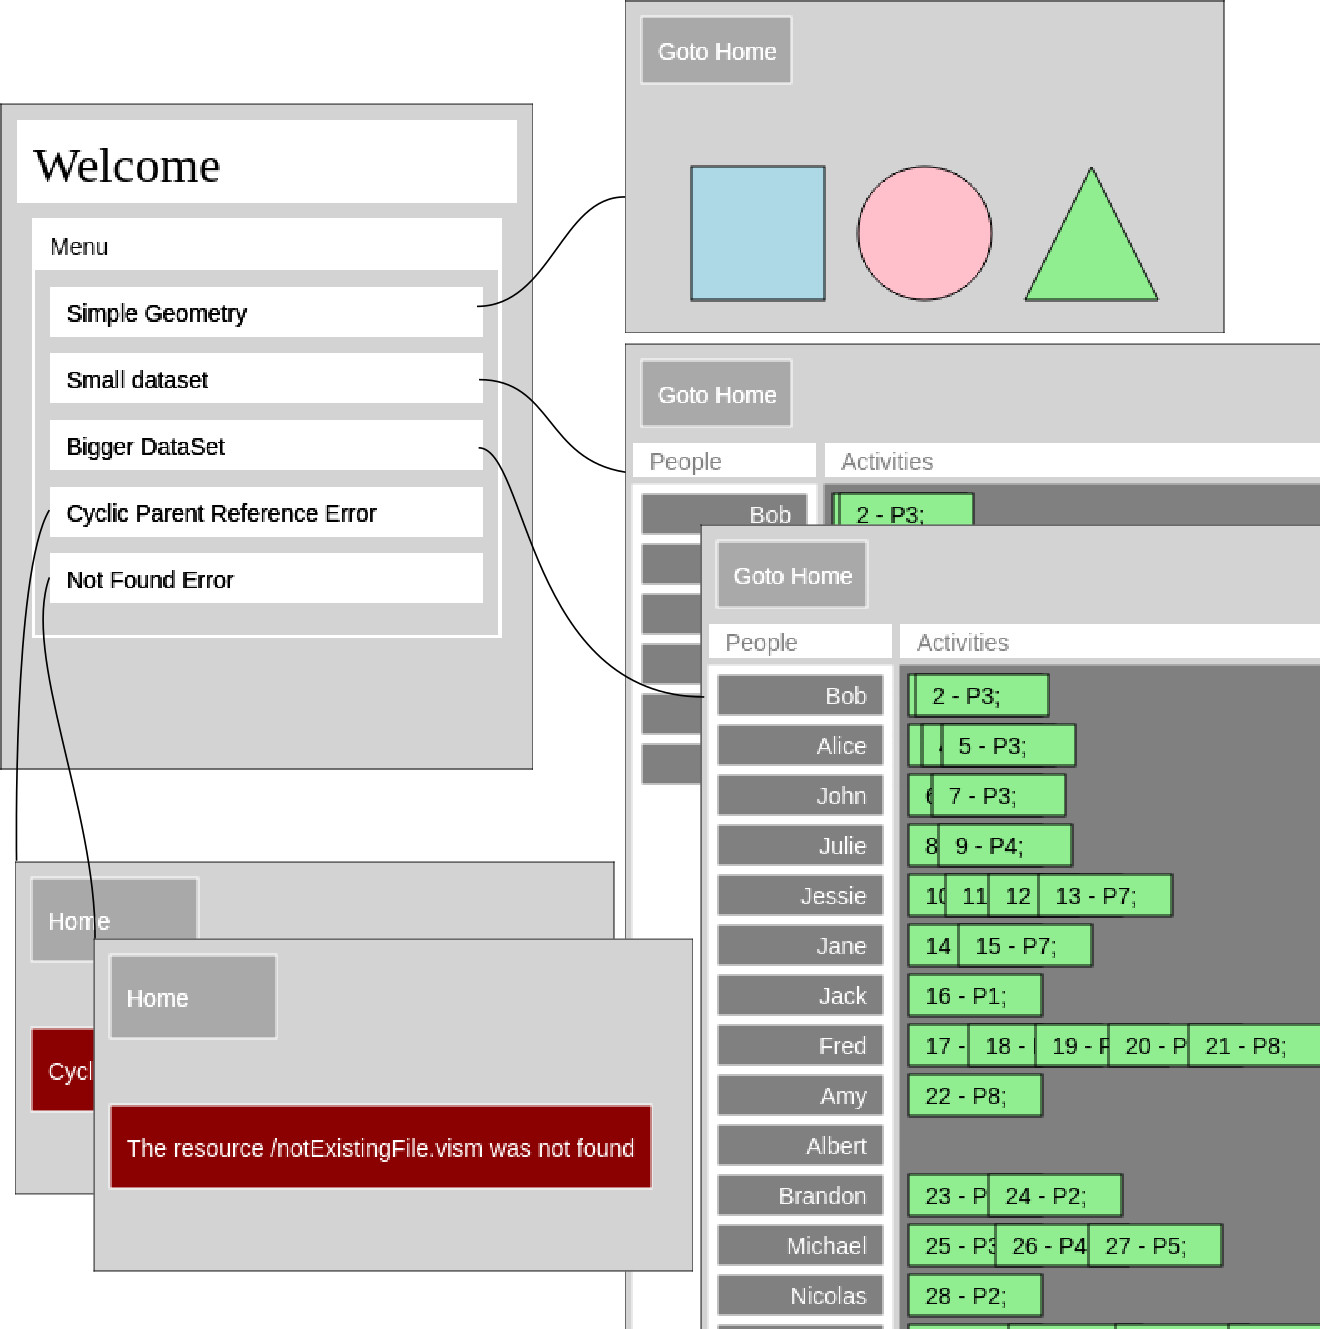 Goto Home
Welcome
Menu
Simple Geometry
Small dataset
Bigger DataSet
Cyclic Parent Reference Error
Not Found Error
Goto Home
People
Activities
Bob
2 - P3;
Goto Home
People
Activities
Bob
2 - P3;
Alice
5 - P3;
John
6
7 - P3;
Julie
8
9 - P4;
Jessie
10
11
12
13 - P7;
Jane
14
15 - P7;
Jack
16 - P1;
Fred
17 -
18 -
19 - P
20 - P
21 - P8;
Amy
22 - P8;
Albert
Brandon
23 - P
24 - P2;
Michael
25 - P3
26 - P4
27 - P5;
Nicolas
28 - P2;
Home
Cycl
Home
The resource /notExistingFile.vism was not found